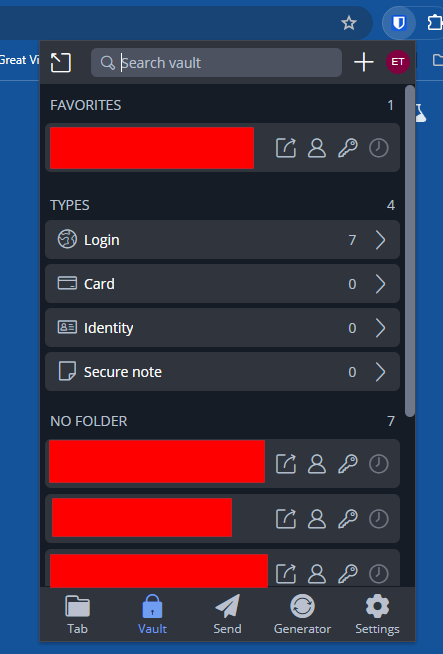 Great Vi
Search vault
ET
FAVORITES 1
TYPES 4
Login 7
Card 0
Identity 0
Secure note 0
NO FOLDER 7
Tab Vault Send Generator Settings